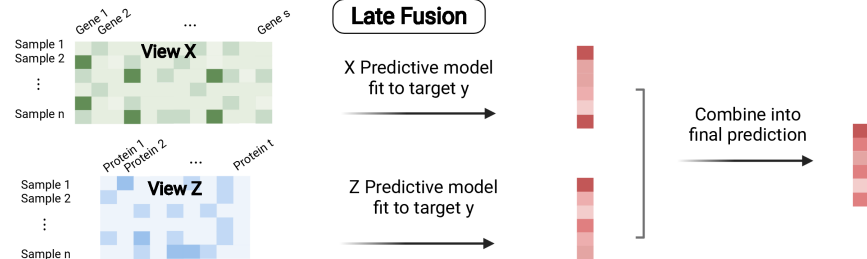 Late Fusion
Gene 1
Gene 2
...
Gene s
Sample 1
Sample 2
⋮
Sample n
View X
X Predictive model
fit to target y
Combine into
final prediction
Protein 1
Protein 2
...
Protein t
Sample 1
Sample 2
⋮
Sample n
View Z
Z Predictive model
fit to target y